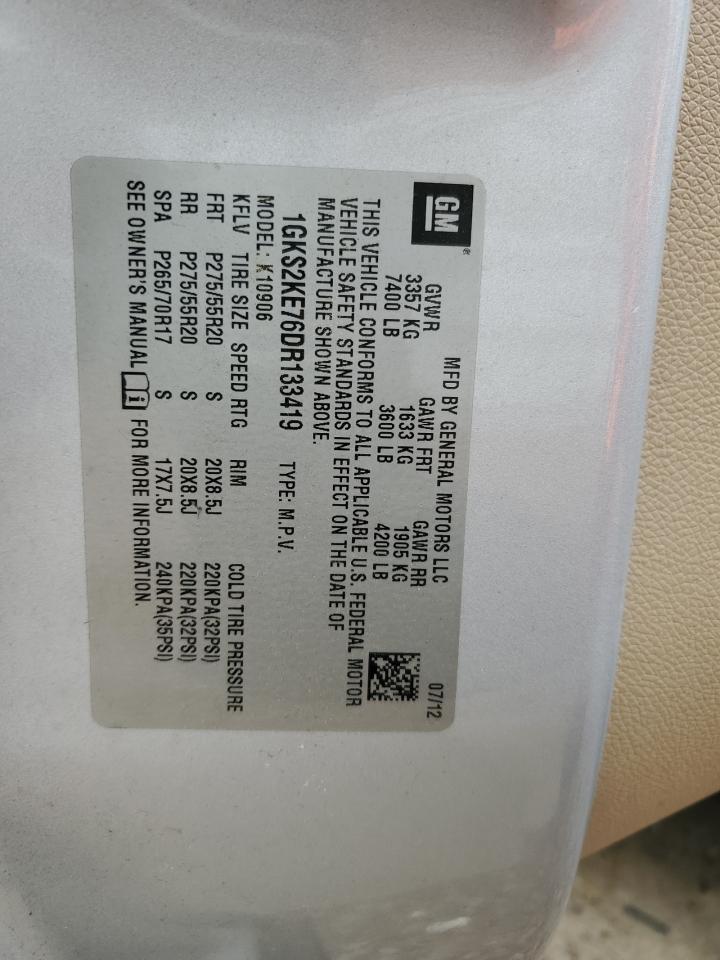 GM®
MFD BY GENERAL MOTORS LLC 07/12
GVWR GAWR FRT GAWR RR
3357 KG 1633 KG 1905 KG
7400 LB 3600 LB 4200 LB
THIS VEHICLE CONFORMS TO ALL APPLICABLE U.S. FEDERAL MOTOR
VEHICLE SAFETY STANDARDS IN EFFECT ON THE DATE OF
MANUFACTURE SHOWN ABOVE.
1GKS2KE76DR133419 TYPE: M.P.V.
MODEL: K10906
KFLV TIRE SIZE SPEED RTG RIM COLD TIRE PRESSURE
FRT P275/55R20 S 20X8.5J 220KPA(32PSI)
RR P275/55R20 S 20X8.5J 220KPA(32PSI)
SPA P265/70R17 S 17X7.5J 240KPA(35PSI)
SEE OWNER'S MANUAL i FOR MORE INFORMATION.